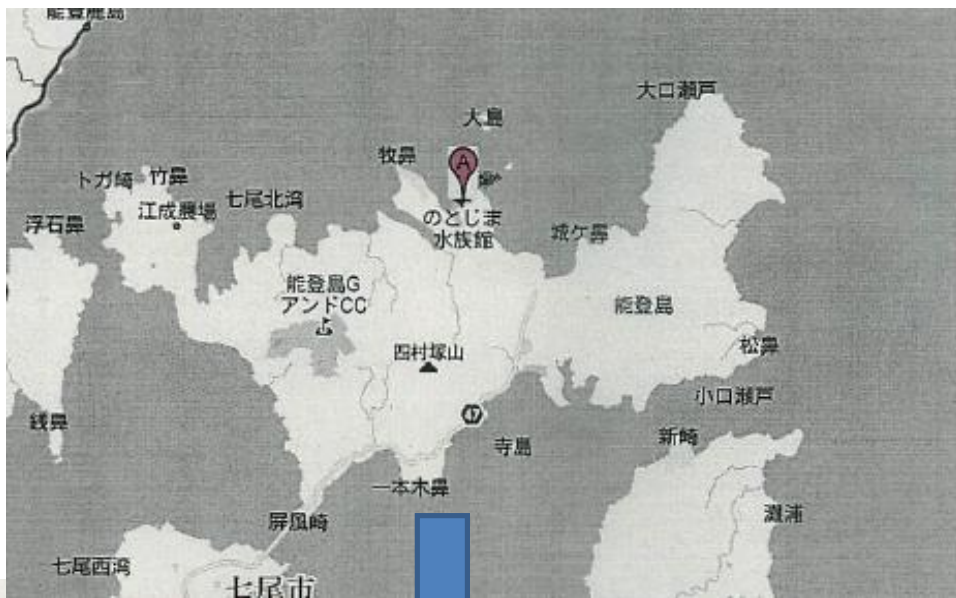 能登鹿島
大口瀬戸
大島
牧鼻
A
トガ崎
竹鼻
七尾北湾
江成農場
浮石鼻
のとじま
水族館
城ケ鼻
能登島G
アンドCC
能登島
四村塚山
松鼻
小口瀬戸
銭鼻
新崎
寺島
一本木鼻
屏風崎
灘浦
七尾西湾
七尾市